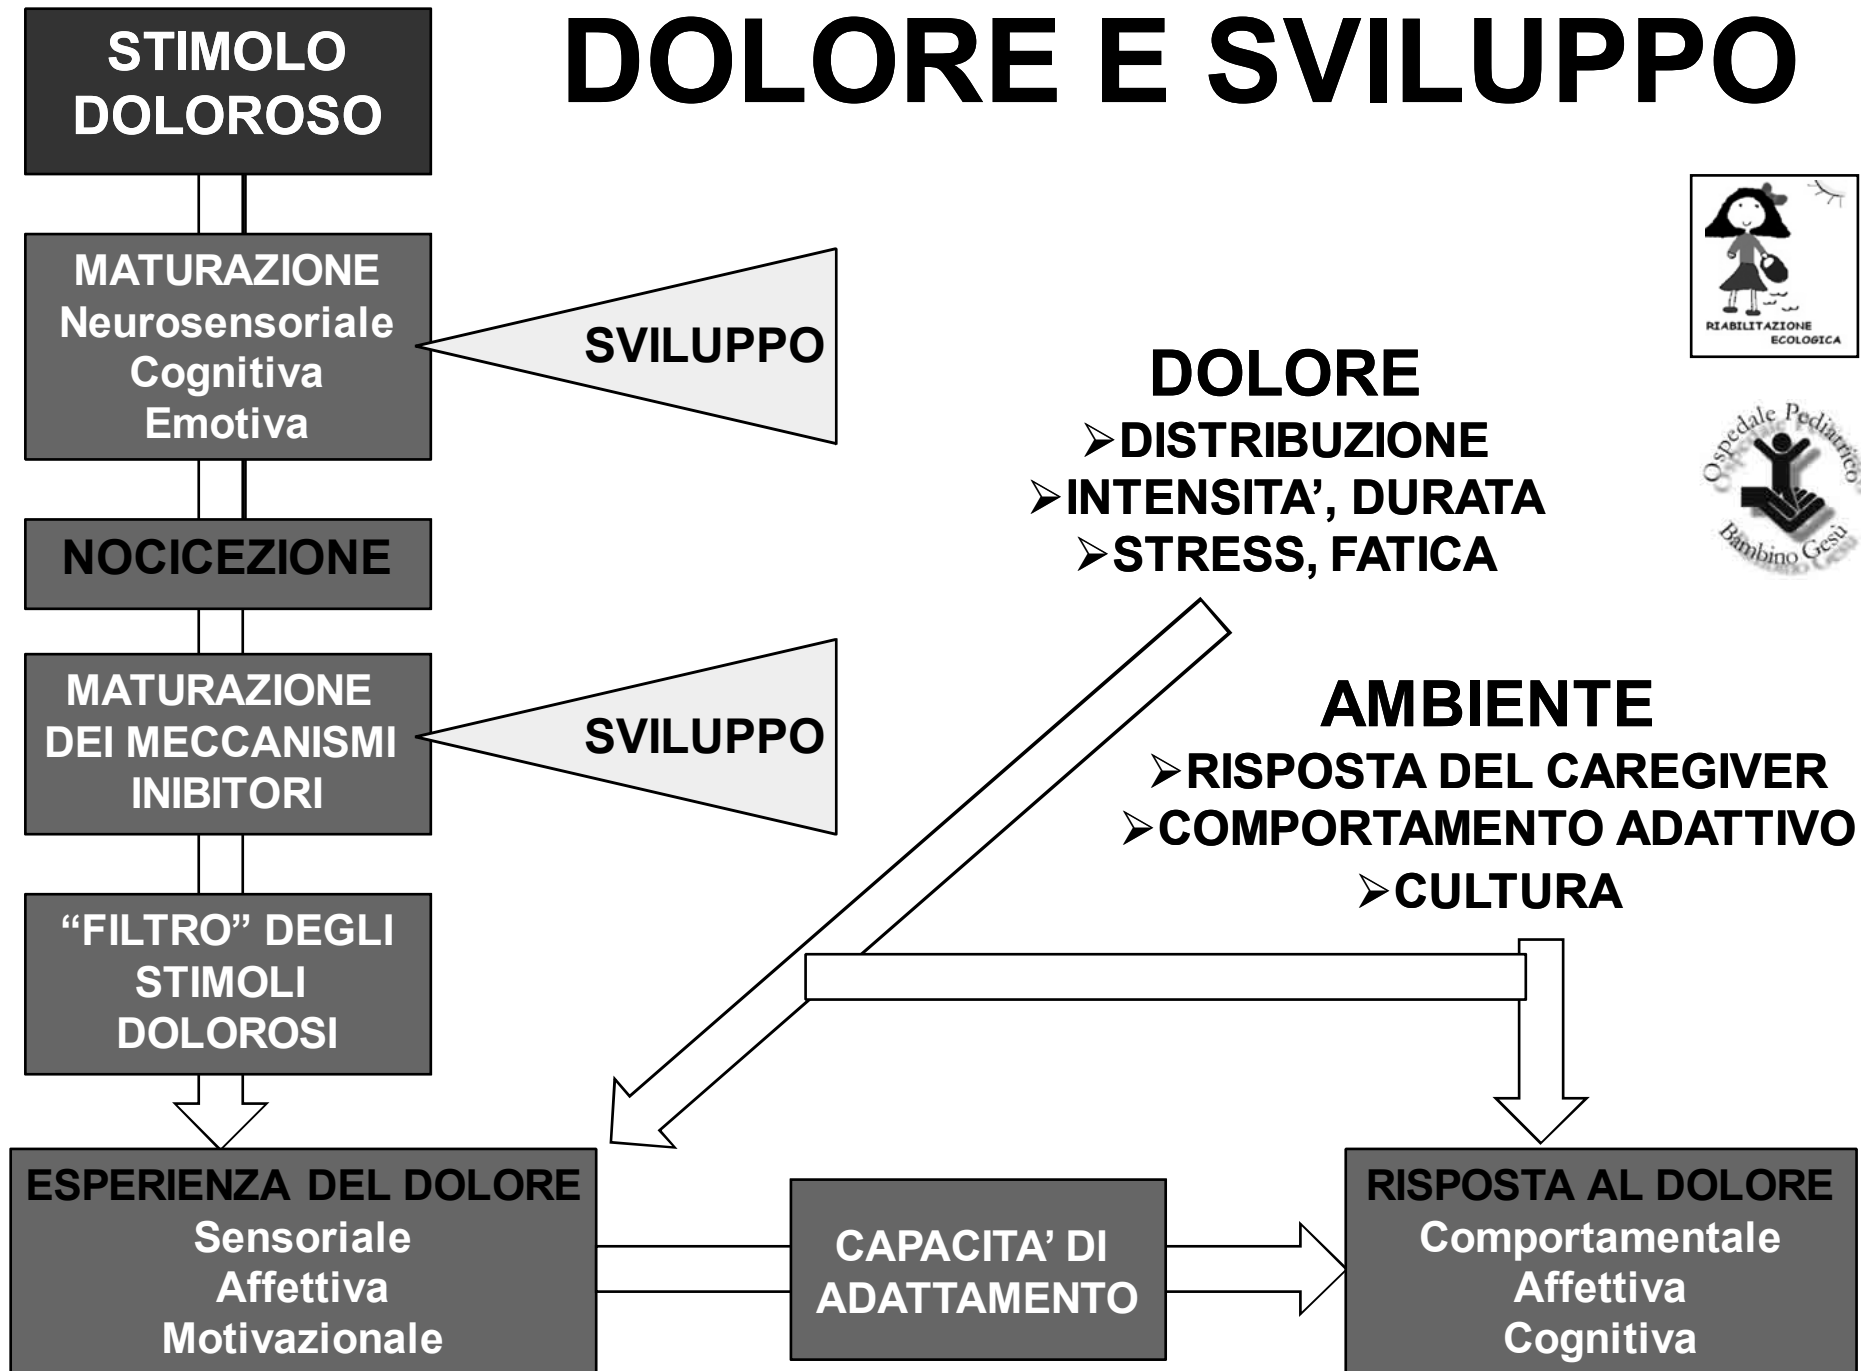 DOLORE E SVILUPPO
STIMOLO
DOLOROSO
MATURAZIONE
Neurosensoriale
Cognitiva
Emotiva
SVILUPPO
NOCICEZIONE
MATURAZIONE
DEI MECCANISMI
INIBITORI
SVILUPPO
“FILTRO” DEGLI
STIMOLI
DOLOROSI
DOLORE
➢DISTRIBUZIONE
➢INTENSITA’, DURATA
➢STRESS, FATICA
AMBIENTE
➢RISPOSTA DEL CAREGIVER
➢COMPORTAMENTO ADATTIVO
➢CULTURA
RIABILITAZIONE
ECOLOGICA
Ospedale Pediatrico
Bambino Gesù
ESPERIENZA DEL DOLORE
Sensoriale
Affettiva
Motivazionale
CAPACITA’ DI
ADATTAMENTO
RISPOSTA AL DOLORE
Comportamentale
Affettiva
Cognitiva